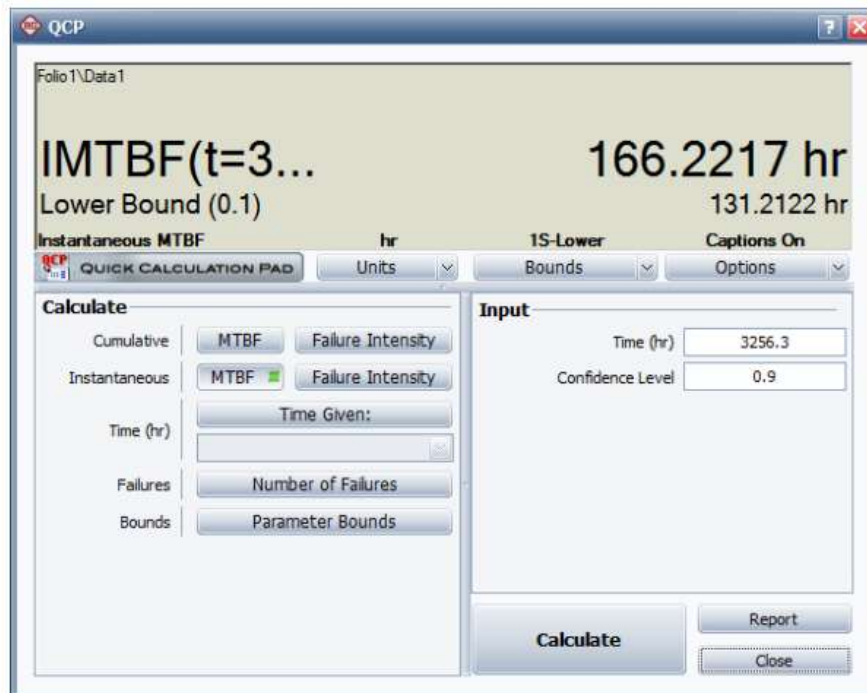 QCP
Folio1\Data1
IMTBF(t=3... 166.2217 hr
Lower Bound (0.1) 131.2122 hr
Instantaneous MTBF hr 1S-Lower Captions On
QCP QUICK CALCULATION PAD Units Bounds Options
Calculate
Cumulative MTBF Failure Intensity
Instantaneous MTBF Failure Intensity
Time (hr) Time Given:
Failures Number of Failures
Bounds Parameter Bounds
Input
Time (hr) 3256.3
Confidence Level 0.9
Calculate
Report
Close